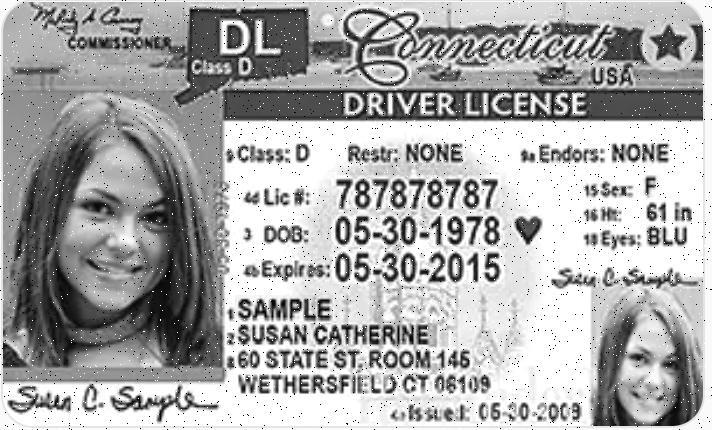 COMMISSIONER
DL
Class D
Connecticut
USA
DRIVER LICENSE
9 Class: D Restr: NONE 9a Endors: NONE
4d Lic #: 787878787
15 Sex: F
3 DOB: 05-30-1978
16 Ht: 61 in
18 Eyes: BLU
4b Expires: 05-30-2015
1 SAMPLE
2 SUSAN CATHERINE
8 60 STATE ST. ROOM 145
WETHERSFIELD CT 06109
Issued: 05-30-2009
Susan C. Sample
Susan C. Sample
05-30-1978